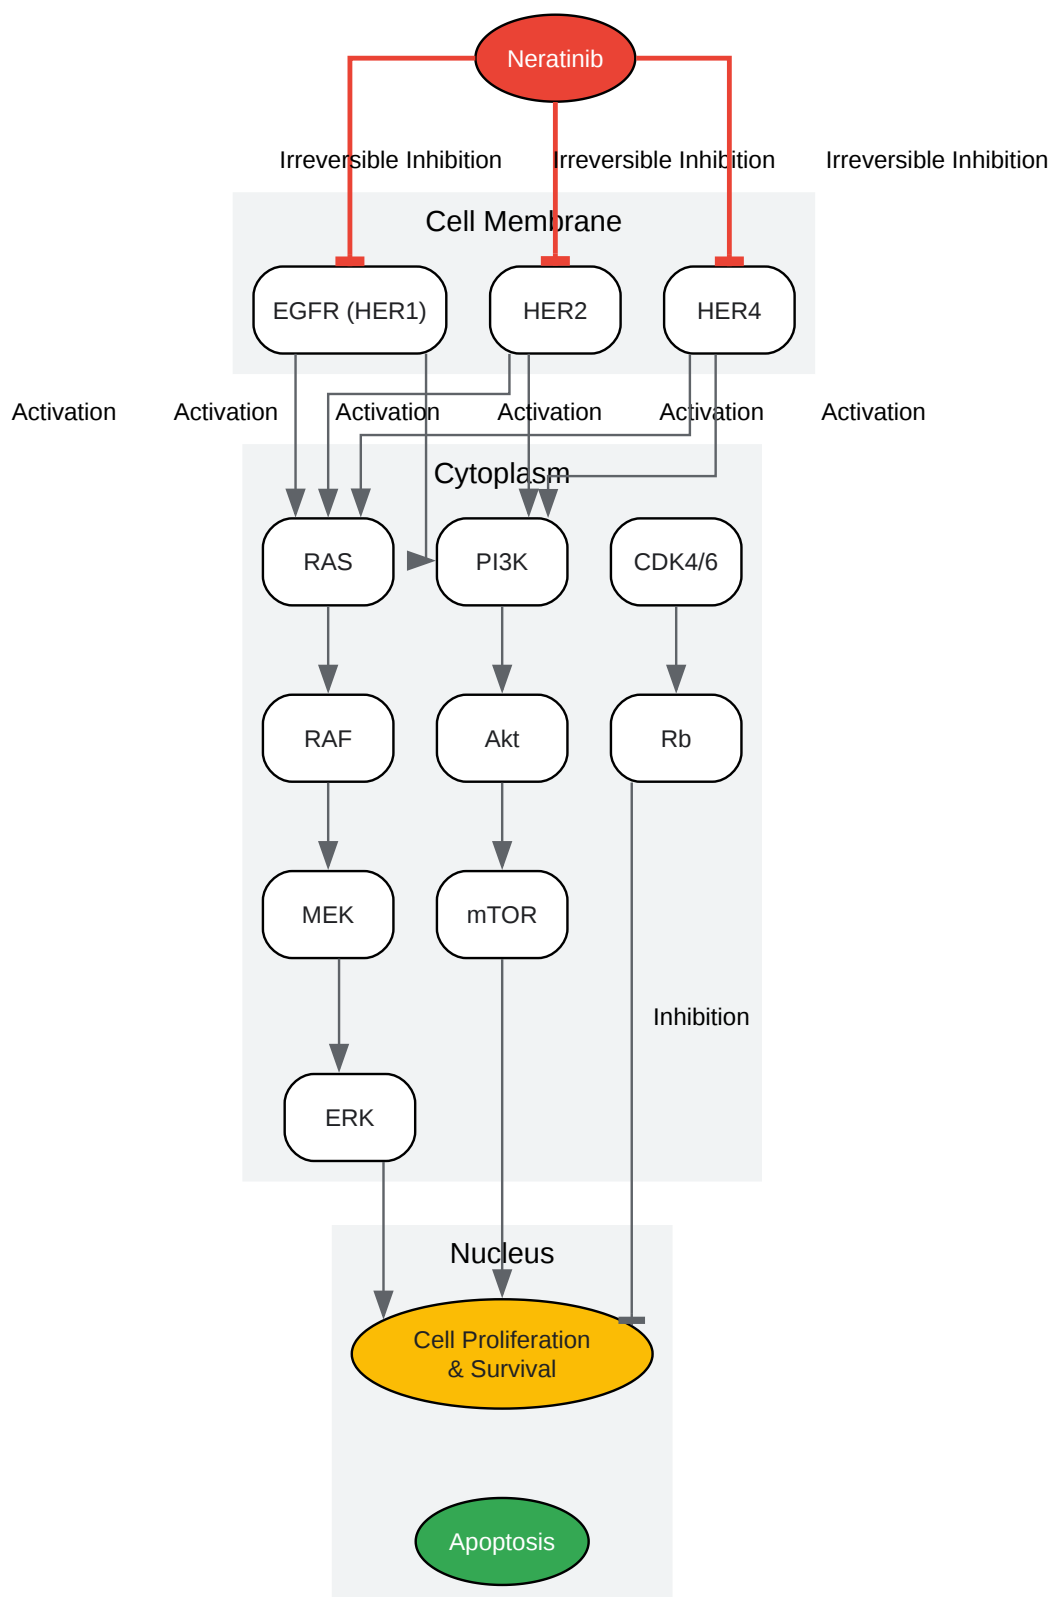 Neratinib
Irreversible Inhibition
Irreversible Inhibition
Irreversible Inhibition
Cell Membrane
EGFR (HER1)
HER2
HER4
Activation
Activation
Activation
Activation
Activation
Activation
Cytoplasm
RAS
PI3K
CDK4/6
RAF
Akt
Rb
MEK
mTOR
Inhibition
ERK
Nucleus
Cell Proliferation
& Survival
Apoptosis